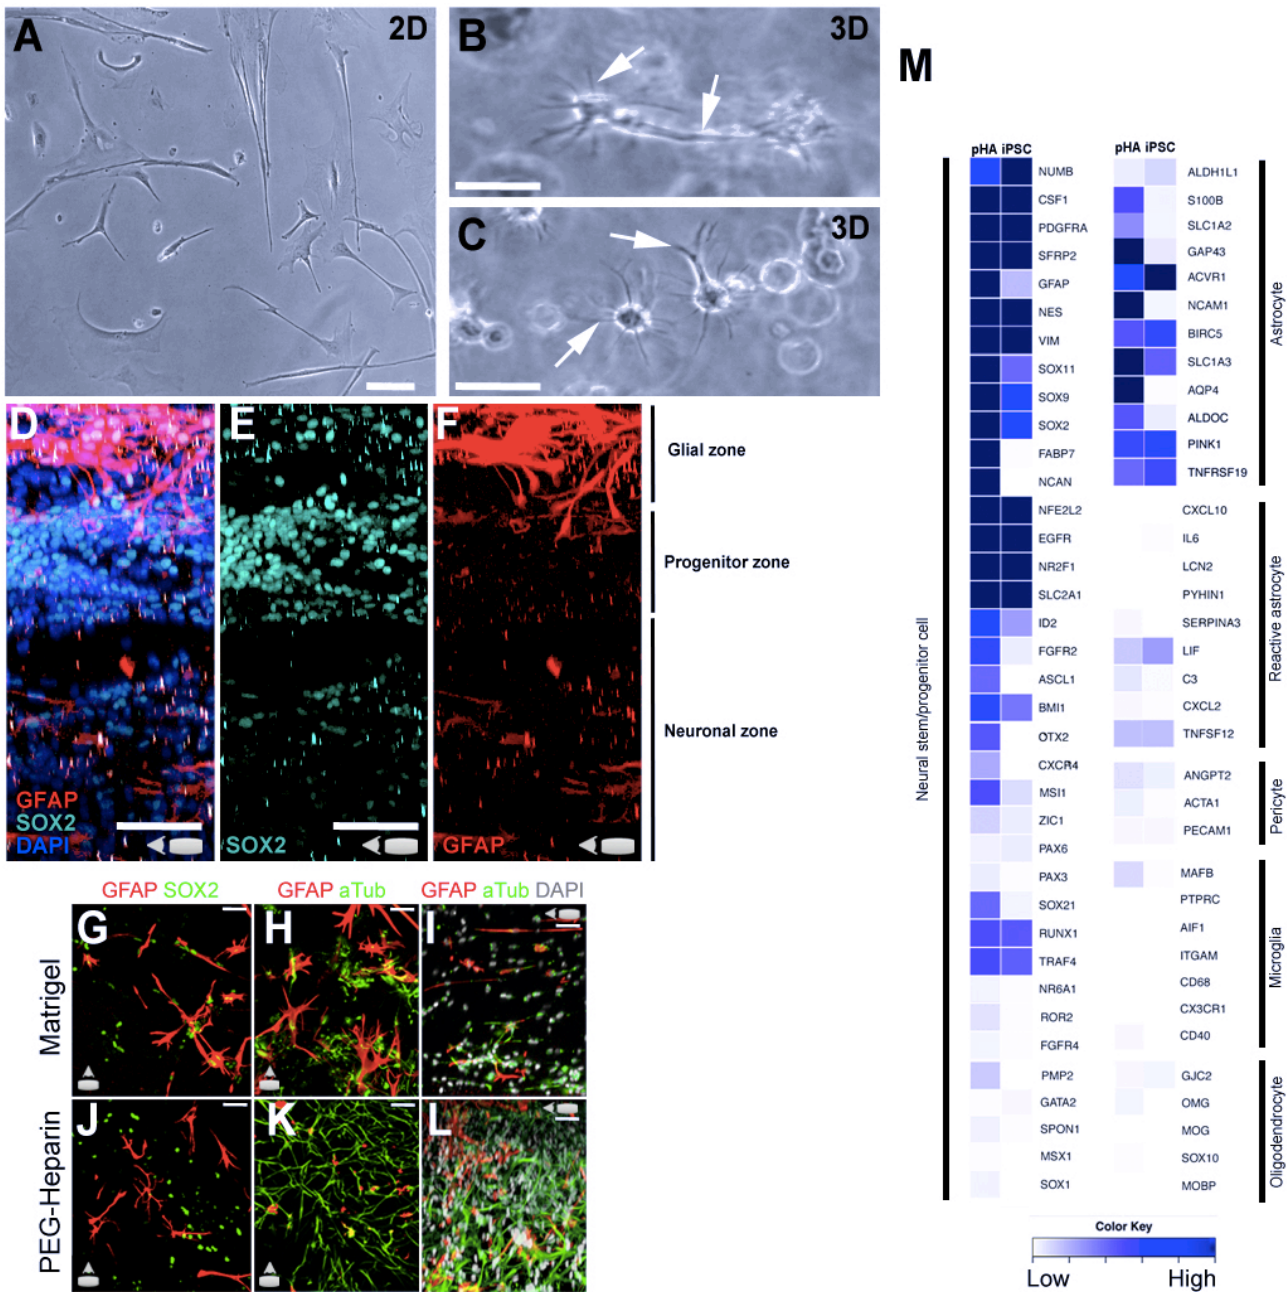 A
2D
B
3D
C
3D
D
GFAP
SOX2
DAPI
E
SOX2
F
GFAP
Glial zone
Progenitor zone
Neuronal zone
GFAP SOX2
GFAP aTub
GFAP aTub DAPI
Matrigel
G
H
I
PEG-Heparin
J
K
L
M
pHA iPSC
Neural stem/progenitor cell
NUMB
CSF1
PDGFRA
SFRP2
GFAP
NES
VIM
SOX11
SOX9
SOX2
FABP7
NCAN
NFE2L2
EGFR
NR2F1
SLC2A1
ID2
FGFR2
ASCL1
BMI1
OTX2
CXCR4
MSI1
ZIC1
PAX6
PAX3
SOX21
RUNX1
TRAF4
NR6A1
ROR2
FGFR4
PMP2
GATA2
SPON1
MSX1
SOX1
pHA iPSC
ALDH1L1
S100B
SLC1A2
GAP43
ACVR1
NCAM1
BIRC5
SLC1A3
AQP4
ALDOC
PINK1
TNFRSF19
Astrocyte
CXCL10
IL6
LCN2
PYHIN1
SERPINA3
LIF
C3
CXCL2
TNFSF12
Reactive astrocyte
ANGPT2
ACTA1
PECAM1
Pericyte
MAFB
PTPRC
AIF1
ITGAM
CD68
CX3CR1
CD40
Microglia
GJC2
OMG
MOG
SOX10
MOBP
Oligodendrocyte
Color Key
Low High